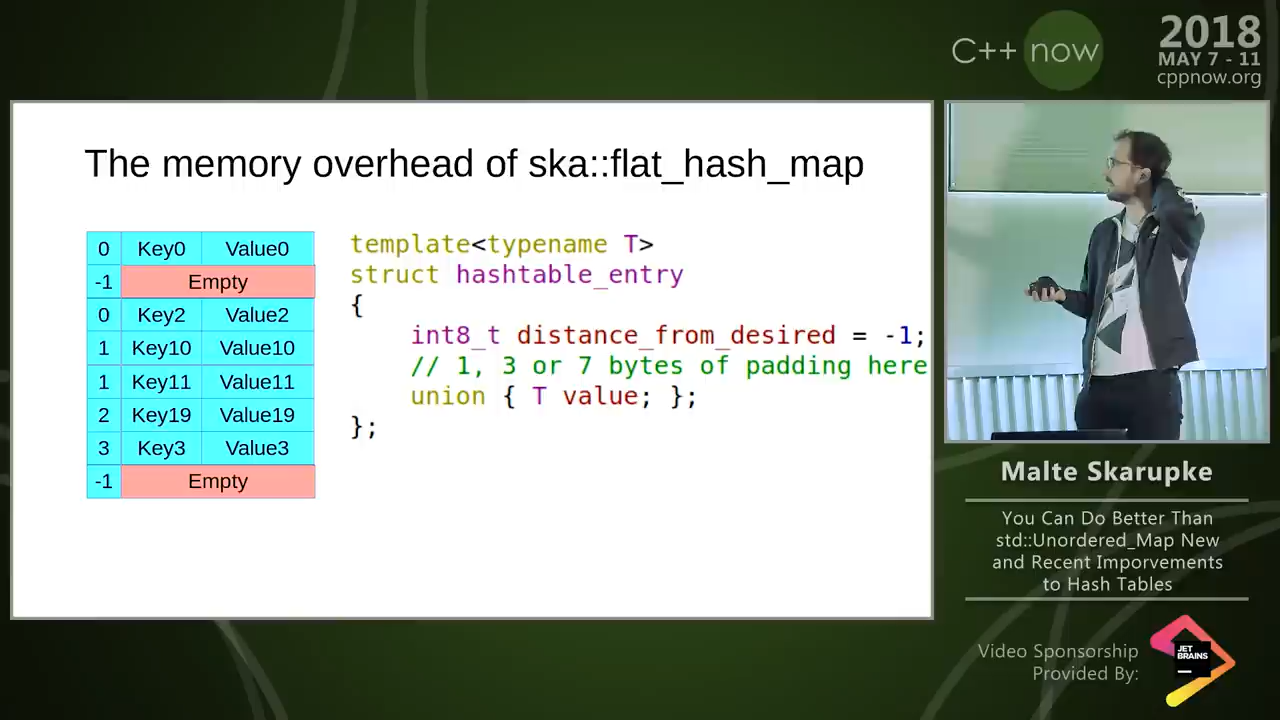 C++ now
2018
MAY 7 - 11
cppnow.org
The memory overhead of ska::flat_hash_map
0 Key0 Value0
-1 Empty
0 Key2 Value2
1 Key10 Value10
1 Key11 Value11
2 Key19 Value19
3 Key3 Value3
-1 Empty
template<typename T>
struct hashtable_entry
{
int8_t distance_from_desired = -1;
// 1, 3 or 7 bytes of padding here
union { T value; };
};
Malte Skarupke
You Can Do Better Than
std::Unordered_Map New
and Recent Imporvements
to Hash Tables
Video Sponsorship
Provided By:
JET
BRAINS